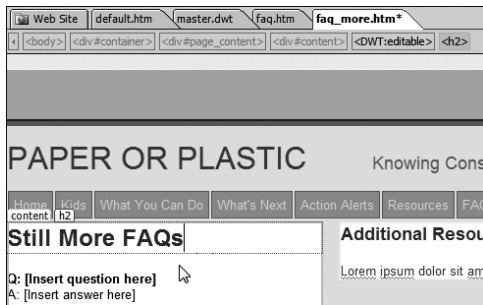 Web Site default.htm master.dwt faq.htm faq_more.htm*
<body> <div#container> <div#page_content> <div#content> <DWT:editable> <h2>
PAPER OR PLASTIC
Knowing Cons
Home Kids What You Can Do What's Next Action Alerts Resources FAQ
content h2
Still More FAQs
Q: [Insert question here]
A: [Insert answer here]
Additional Resou
Lorem ipsum dolor sit am